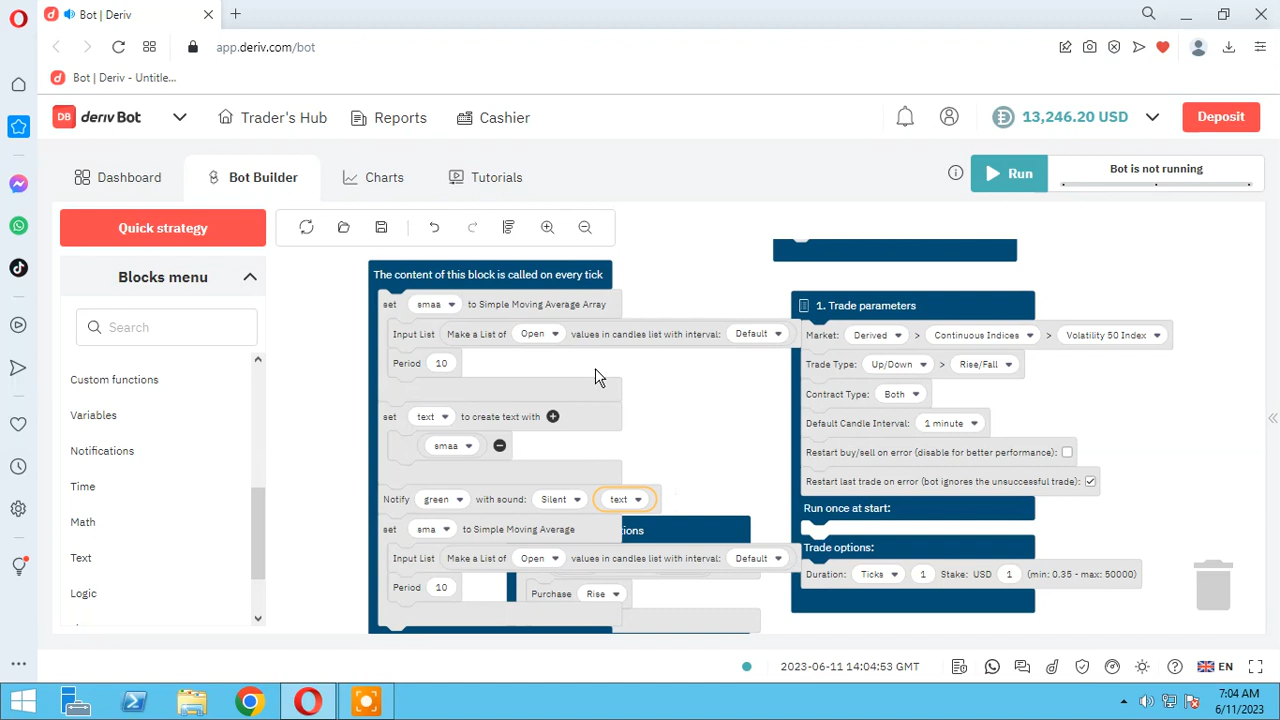 Bot | Deriv
app.deriv.com/bot
Bot | Deriv - Untitle...
DB deriv Bot
Trader's Hub
Reports
Cashier
13,246.20 USD
Deposit
Dashboard
Bot Builder
Charts
Tutorials
Run
Bot is not running
Quick strategy
Blocks menu
Search
Custom functions
Variables
Notifications
Time
Math
Text
Logic
The content of this block is called on every tick
set smaa to Simple Moving Average Array
Input List Make a List of Open values in candles list with interval: Default
Period 10
set text to create text with
smaa
Notify green with sound: Silent text
set sma to Simple Moving Average
tions
Input List Make a List of Open values in candles list with interval: Default
Period 10
Purchase Rise
1. Trade parameters
Market: Derived > Continuous Indices > Volatility 50 Index
Trade Type: Up/Down > Rise/Fall
Contract Type: Both
Default Candle Interval: 1 minute
Restart buy/sell on error (disable for better performance):
Restart last trade on error (bot ignores the unsuccessful trade):
Run once at start:
Trade options:
Duration: Ticks 1 Stake: USD 1 (min: 0.35 - max: 50000)
2023-06-11 14:04:53 GMT
EN
7:04 AM
6/11/2023